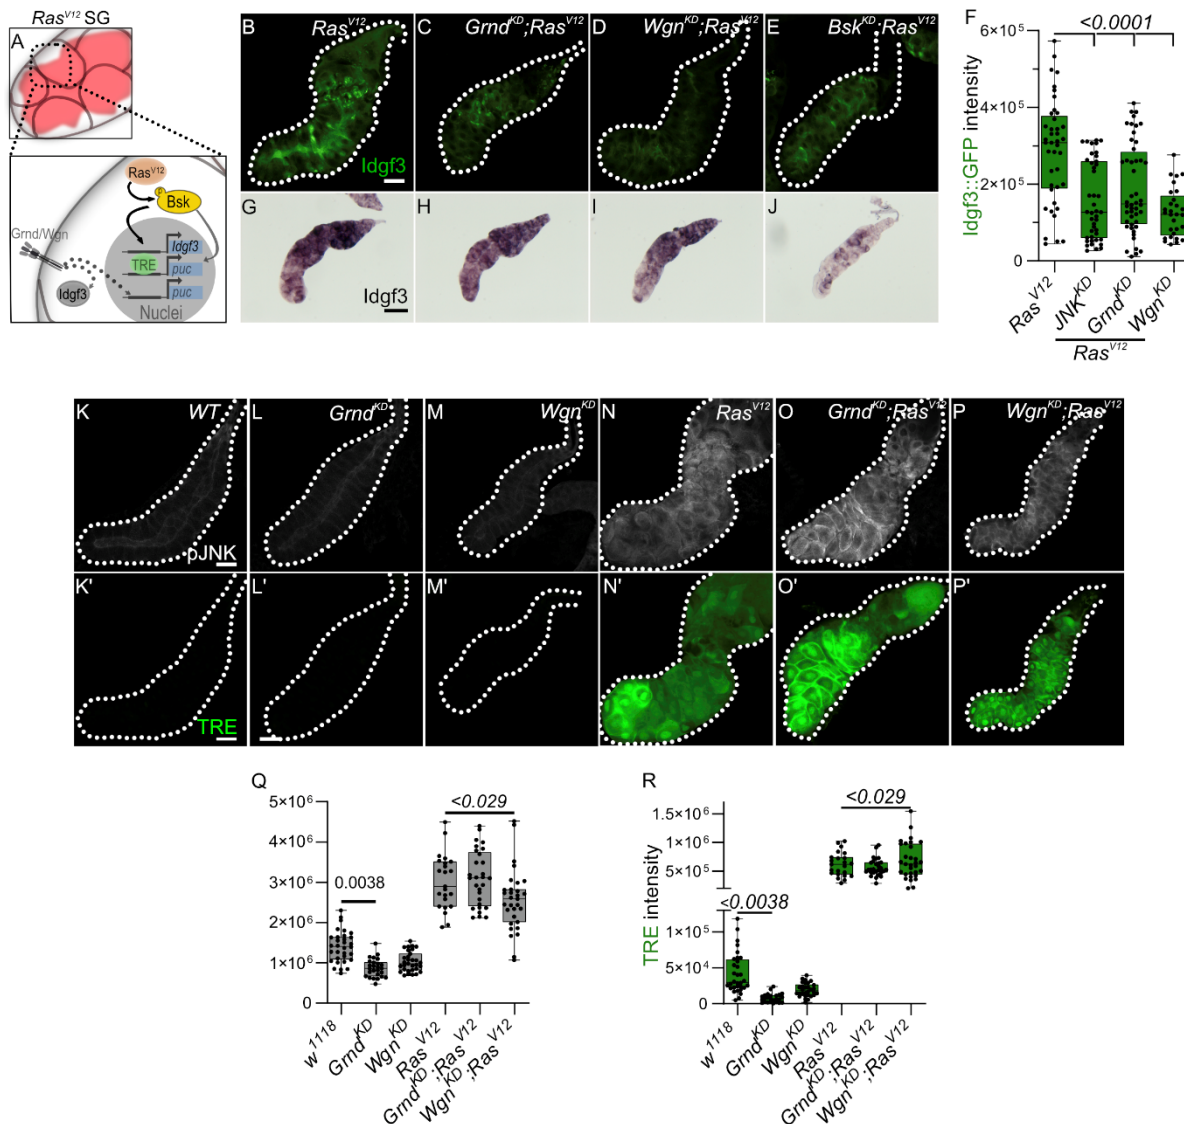 Ras^V12 SG
A
Ras^V12
P
Bsk
Grnd/Wgn
Idgf3
TRE
puc
puc
Idgf3
Nuclei
B Ras^V12
Idgf3
C Grnd^KD;Ras^V12
D Wgn^KD;Ras^V12
E Bsk^KD;Ras^V12
G
Idgf3
H
I
J
F
<0.0001
Idgf3::GFP intensity
6×10^5
4×10^5
2×10^5
0
Ras^V12
JNK^KD
Grnd^KD
Wgn^KD
Ras^V12
K WT
pJNK
L Grnd^KD
M Wgn^KD
N Ras^V12
O Grnd^KD;Ras^V12
P Wgn^KD;Ras^V12
K'
TRE
L'
M'
N'
O'
P'
Q
5×10^6
4×10^6
3×10^6
2×10^6
1×10^6
0
0.0038
<0.029
w^1118
Grnd^KD
Wgn^KD
Ras^V12
Grnd^KD;Ras^V12
Wgn^KD;Ras^V12
R
TRE intensity
1.5×10^6
1×10^6
5×10^5
1×10^5
5×10^4
0
<0.0038
<0.029
w^1118
Grnd^KD
Wgn^KD
Ras^V12
Grnd^KD;Ras^V12
Wgn^KD;Ras^V12